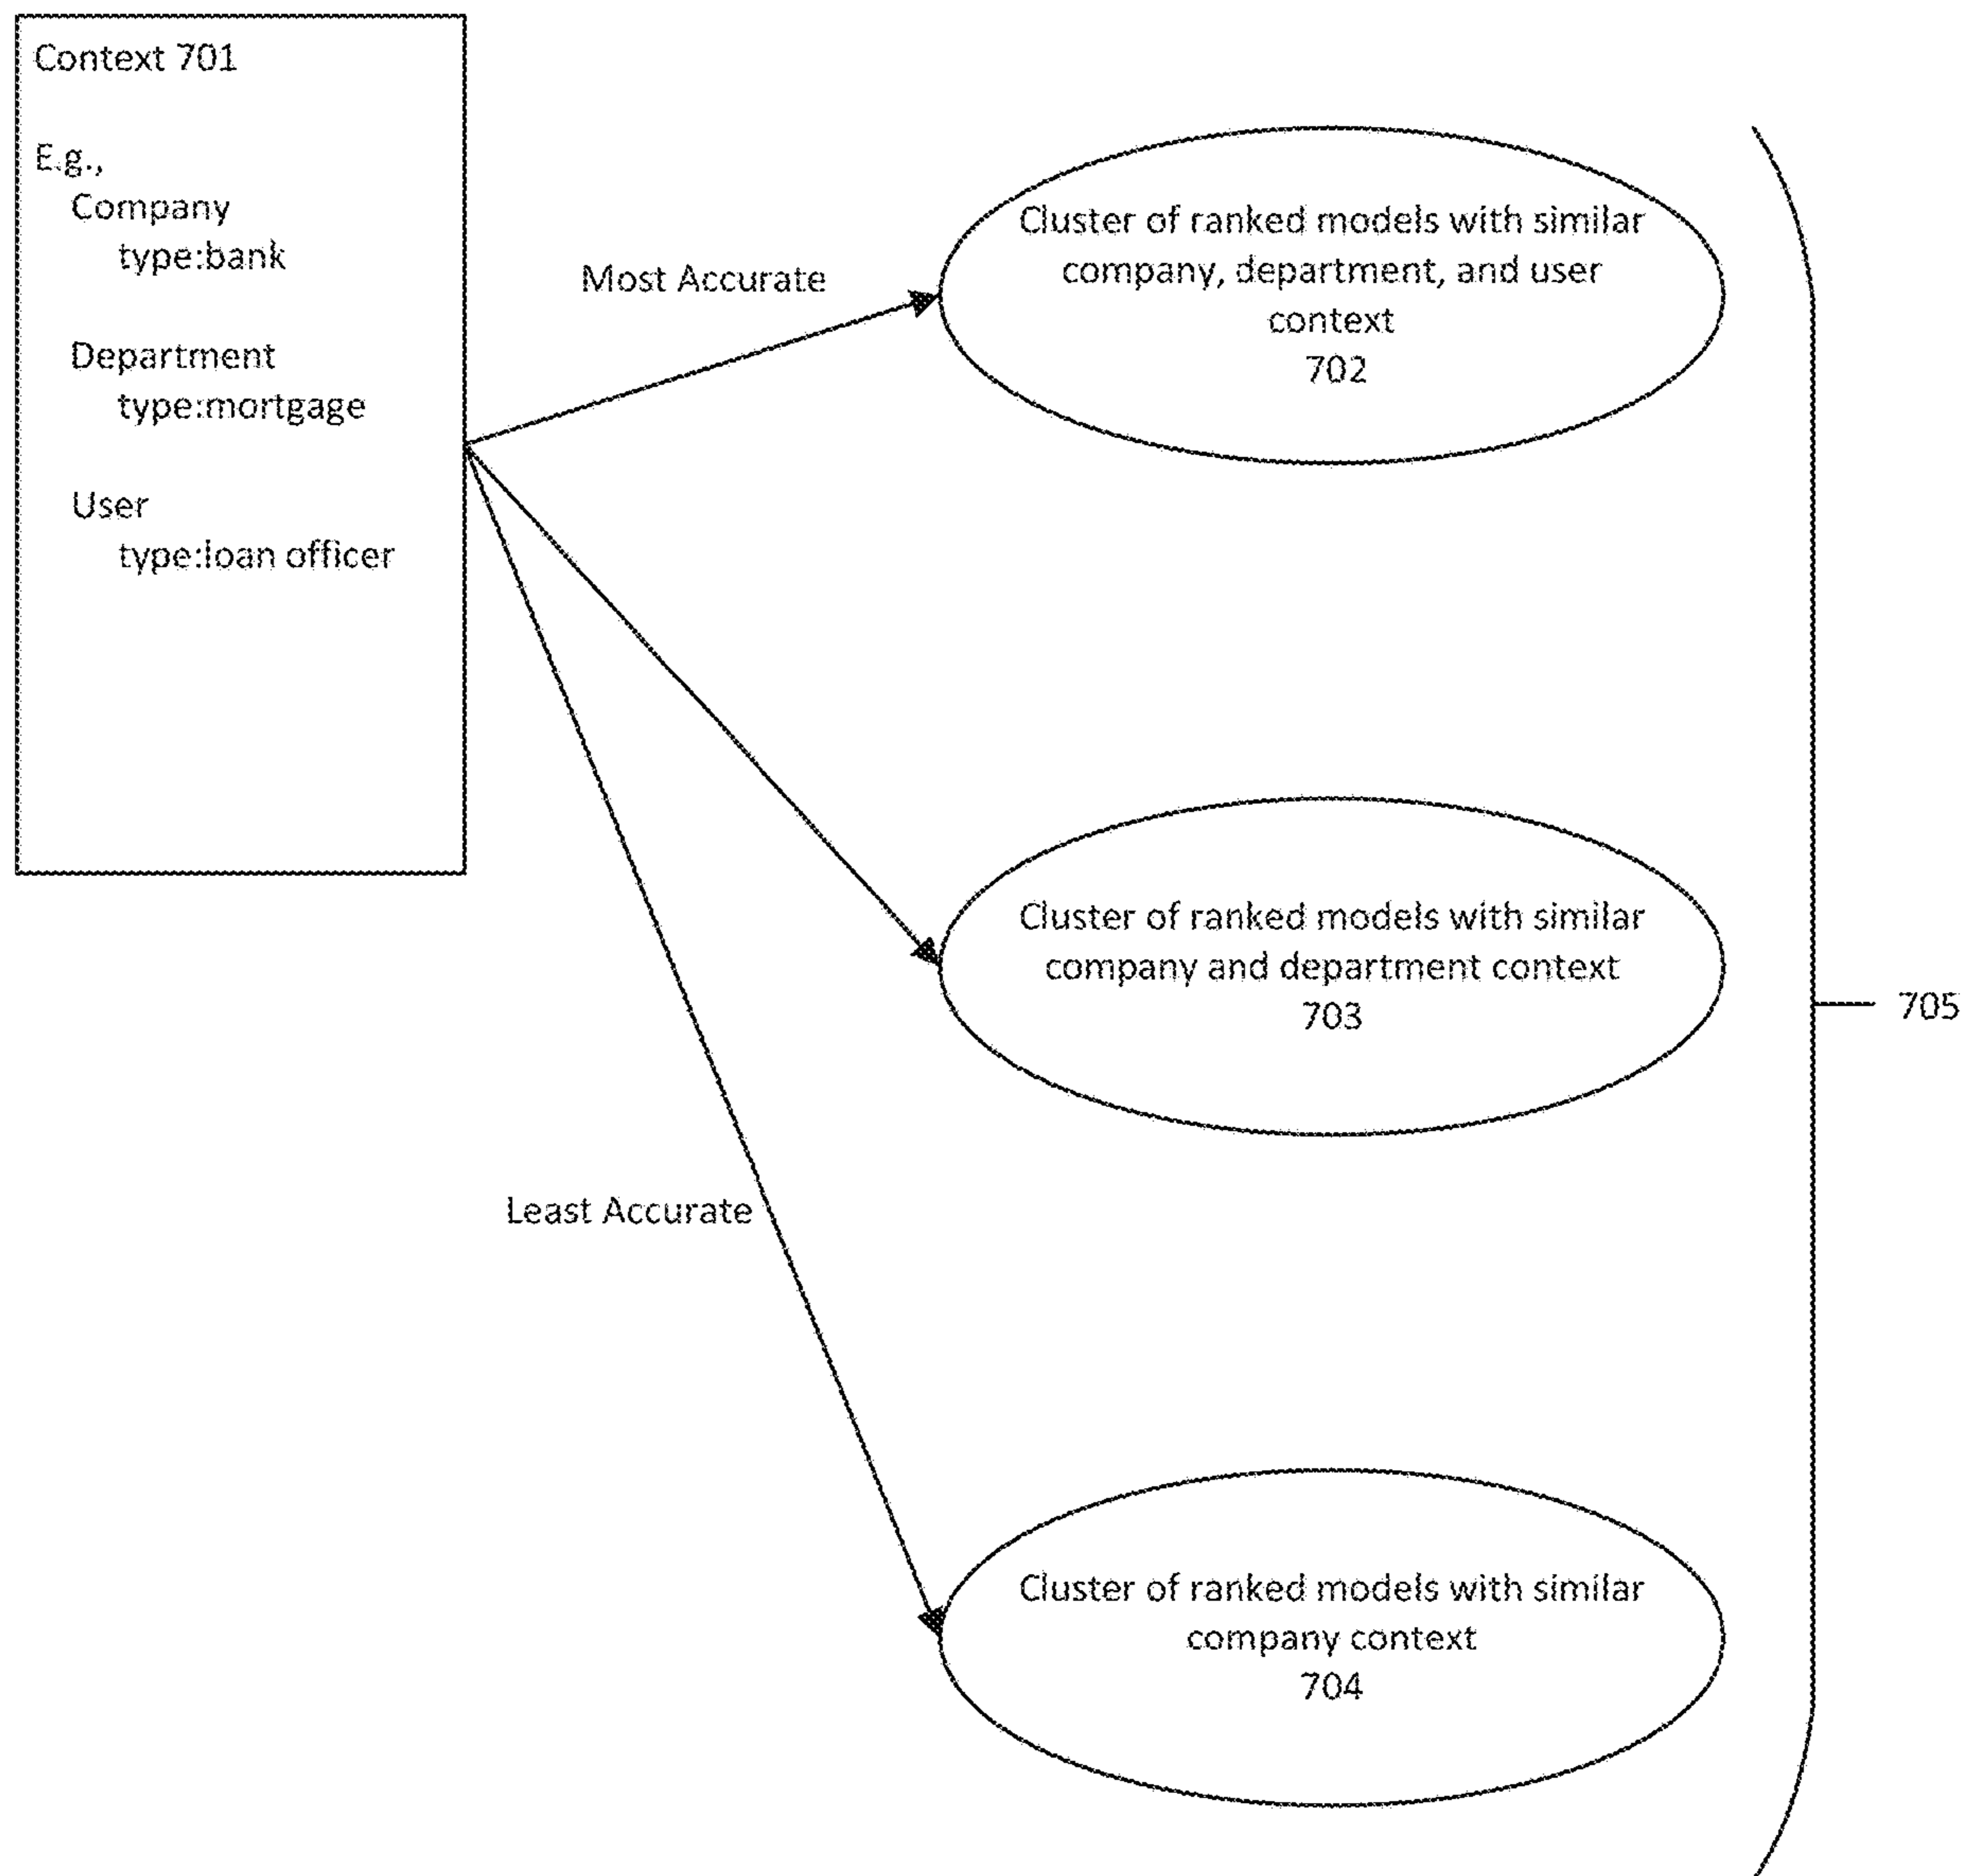 Context 701
E.g.,
Company
type:bank
Department
type:mortgage
User
type:loan officer
Most Accurate
Cluster of ranked models with similar
company, department, and user
context
702
Cluster of ranked models with similar
company and department context
703
705
Least Accurate
Cluster of ranked models with similar
company context
704